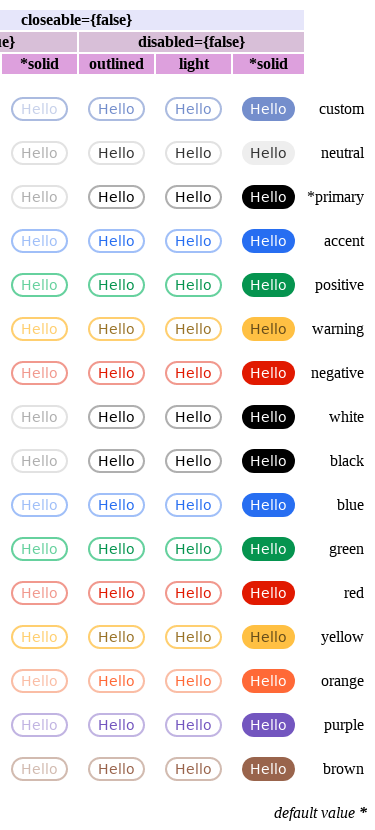 closeable={false}
ue} disabled={false}
*solid outlined light *solid
Hello Hello Hello Hello custom
Hello Hello Hello Hello neutral
Hello Hello Hello Hello *primary
Hello Hello Hello Hello accent
Hello Hello Hello Hello positive
Hello Hello Hello Hello warning
Hello Hello Hello Hello negative
Hello Hello Hello Hello white
Hello Hello Hello Hello black
Hello Hello Hello Hello blue
Hello Hello Hello Hello green
Hello Hello Hello Hello red
Hello Hello Hello Hello yellow
Hello Hello Hello Hello orange
Hello Hello Hello Hello purple
Hello Hello Hello Hello brown
default value *